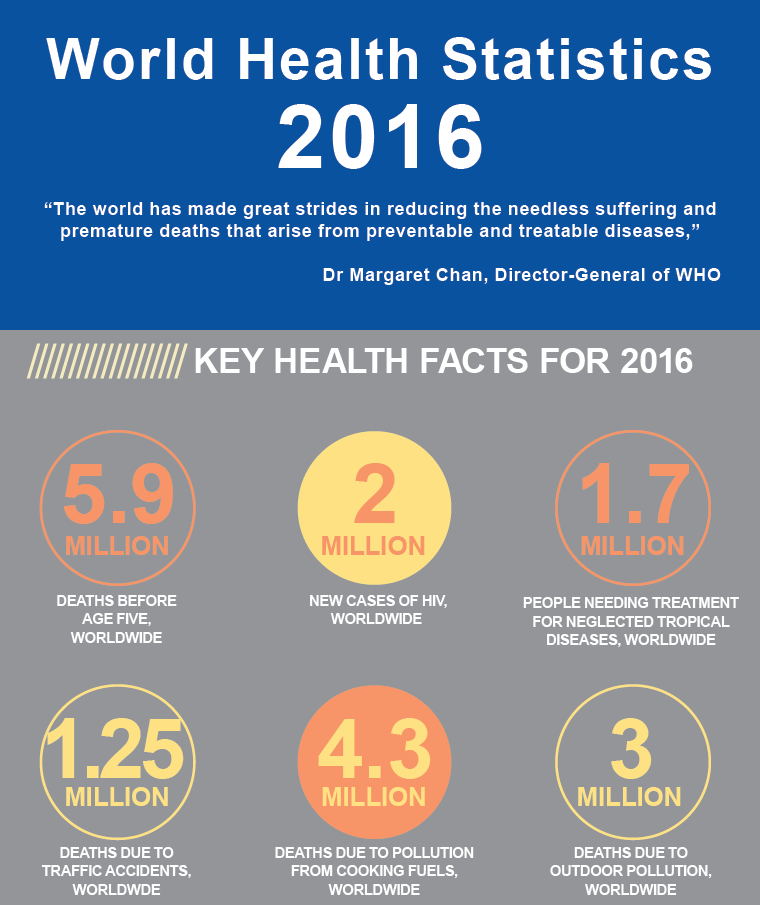 World Health Statistics
2016
“The world has made great strides in reducing the needless suffering and
premature deaths that arise from preventable and treatable diseases,”
Dr Margaret Chan, Director-General of WHO
KEY HEALTH FACTS FOR 2016
5.9
MILLION
DEATHS BEFORE
AGE FIVE,
WORLDWIDE
2
MILLION
NEW CASES OF HIV,
WORLDWIDE
1.7
MILLION
PEOPLE NEEDING TREATMENT
FOR NEGLECTED TROPICAL
DISEASES, WORLDWIDE
1.25
MILLION
DEATHS DUE TO
TRAFFIC ACCIDENTS,
WORLDWDE
4.3
MILLION
DEATHS DUE TO POLLUTION
FROM COOKING FUELS,
WORLDWIDE
3
MILLION
DEATHS DUE TO
OUTDOOR POLLUTION,
WORLDWIDE